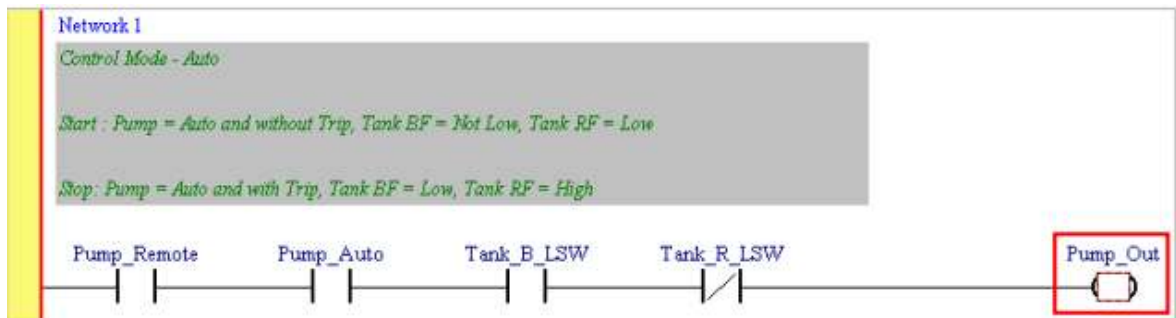 Network 1
Control Mode - Auto
Start : Pump = Auto and without Trip, Tank BF = Not Low, Tank RF = Low
Stop: Pump = Auto and with Trip, Tank BF = Low, Tank RF = High
Pump_Remote Pump_Auto Tank_B_LSW Tank_R_LSW Pump_Out